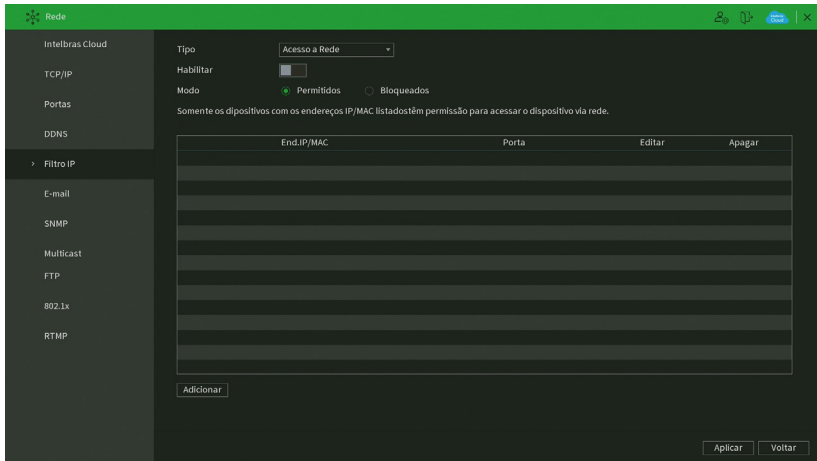 Rede
Intelbras Cloud
TCP/IP
Portas
DDNS
> Filtro IP
E-mail
SNMP
Multicast
FTP
802.1x
RTMP
Tipo Acesso a Rede
Habilitar
Modo Permitidos Bloqueados
Somente os dipositivos com os endereços IP/MAC listadostêm permissão para acessar o dispositivo via rede.
End.IP/MAC Porta Editar Apagar
Adicionar
Aplicar Voltar